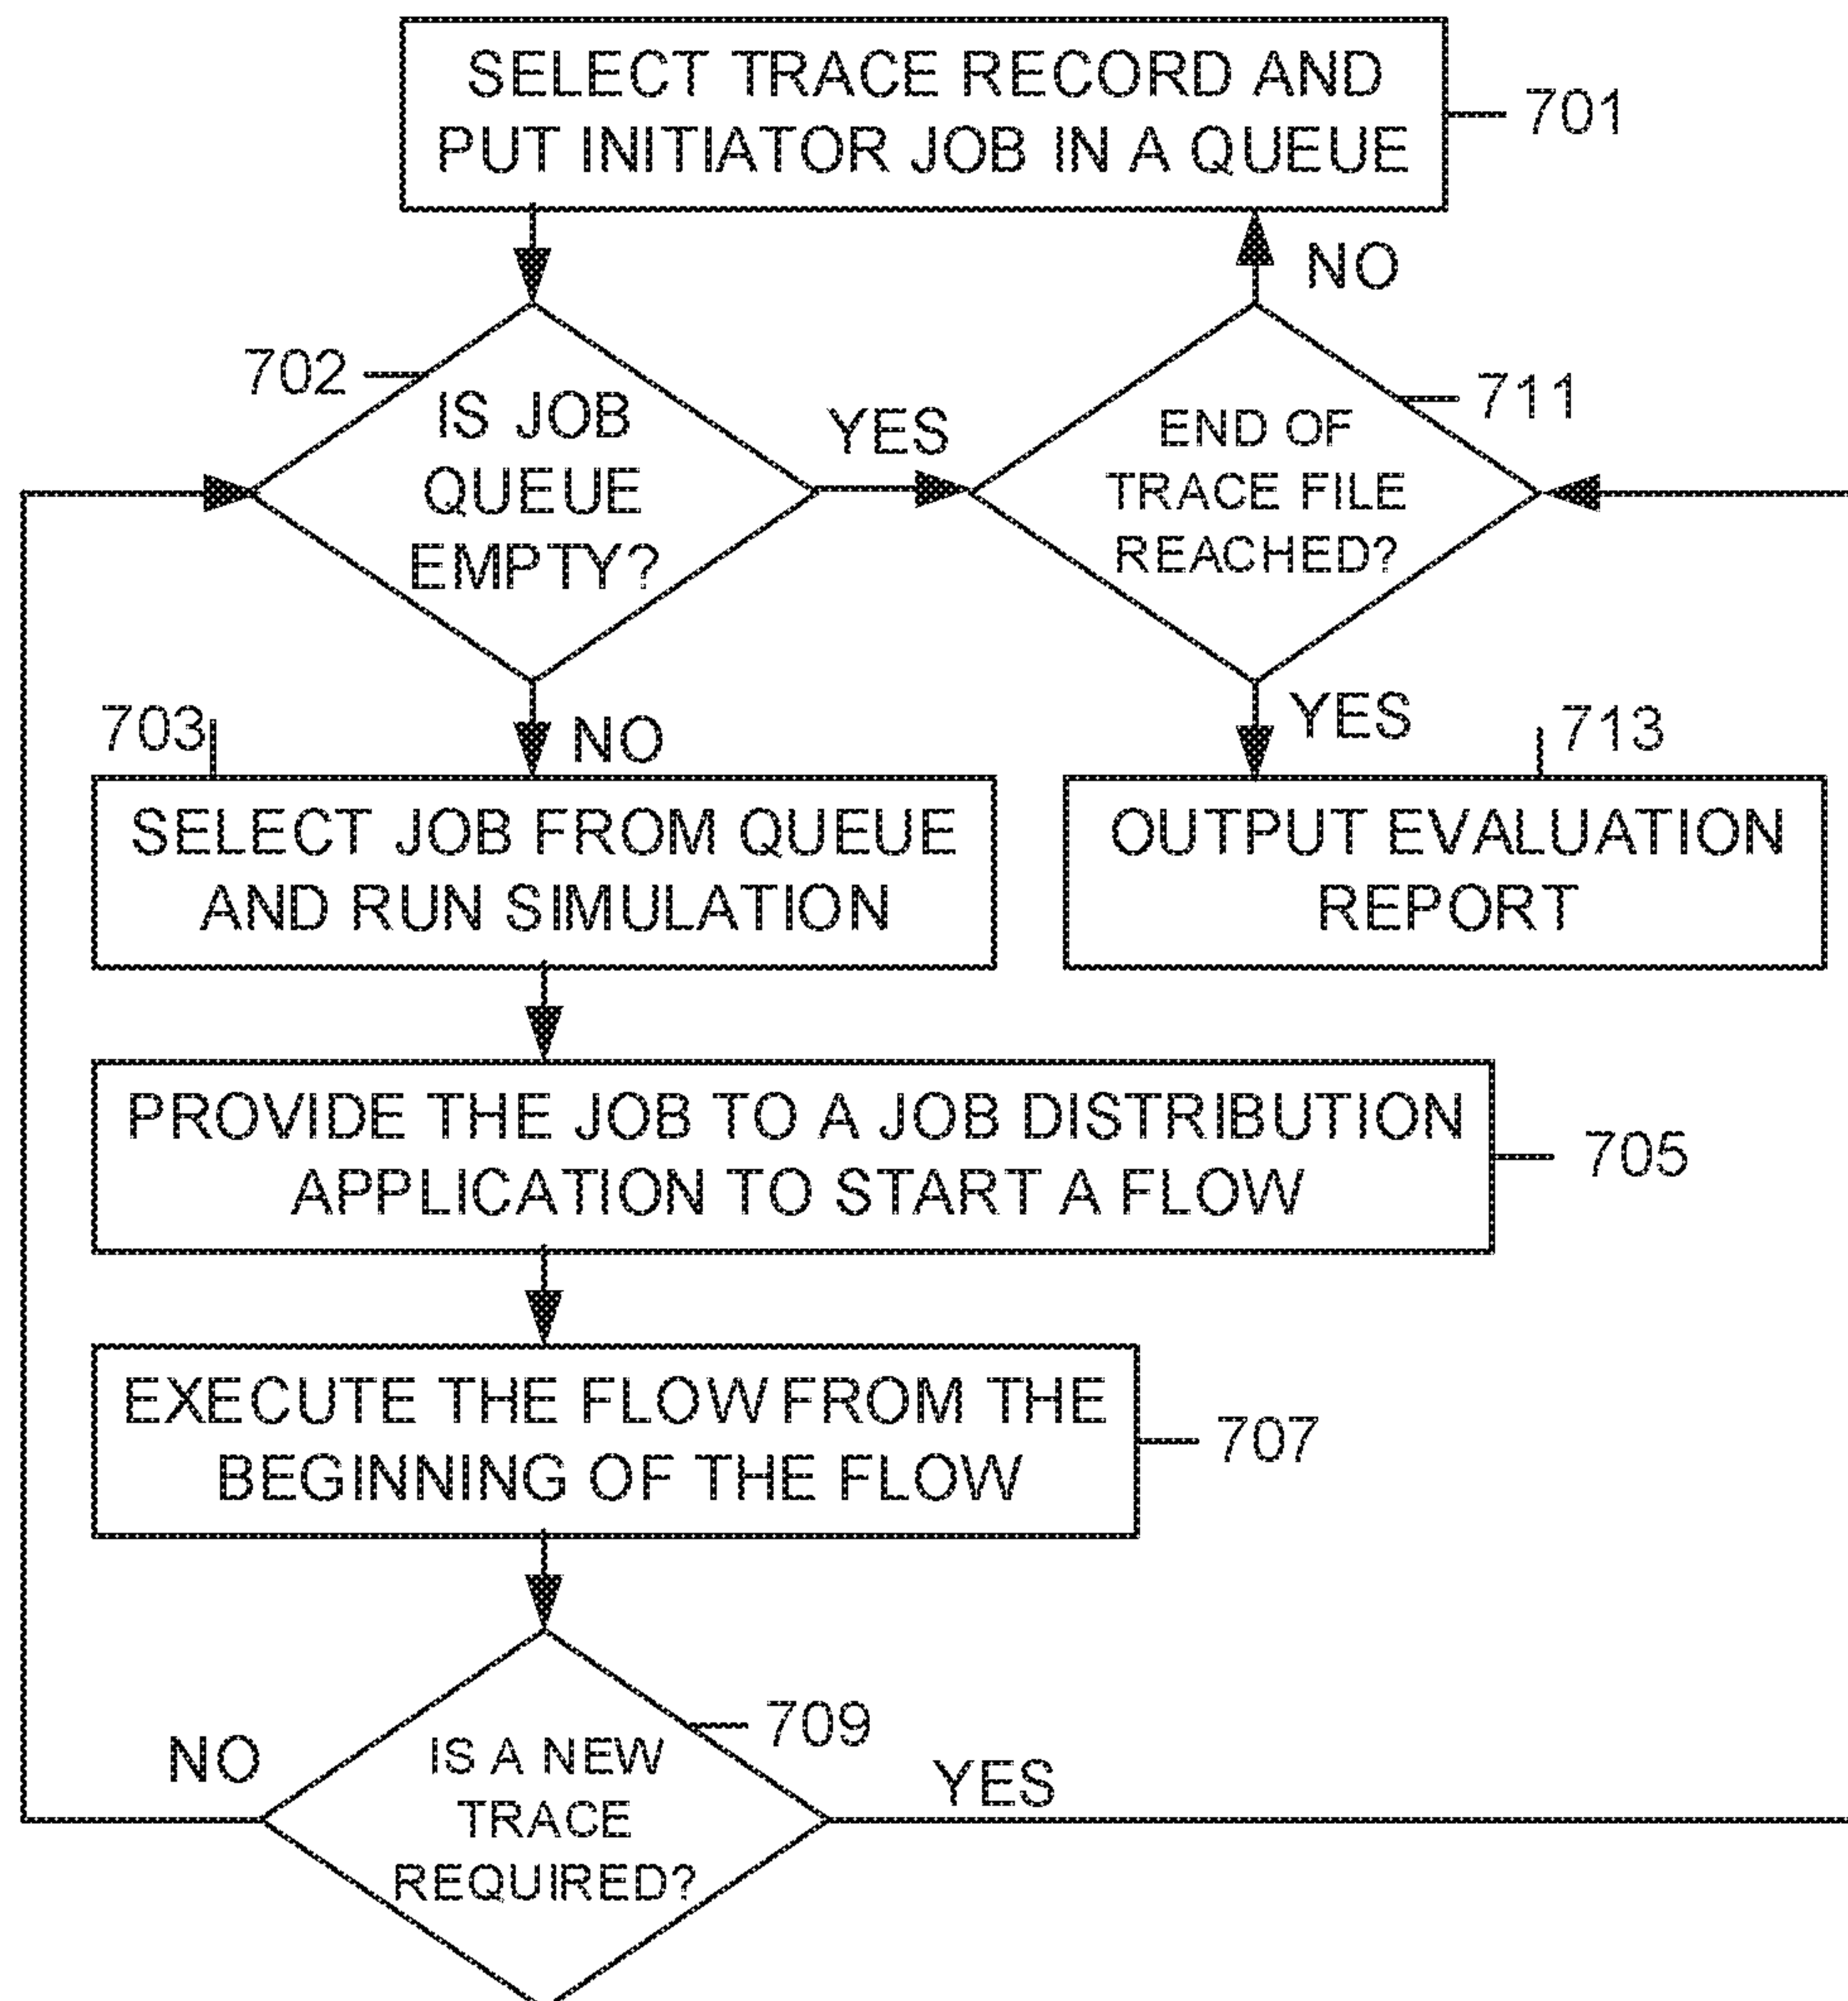 SELECT TRACE RECORD AND
PUT INITIATOR JOB IN A QUEUE
701
NO
702
IS JOB
QUEUE
EMPTY?
YES
711
END OF
TRACE FILE
REACHED?
703
NO
YES
713
SELECT JOB FROM QUEUE
AND RUN SIMULATION
OUTPUT EVALUATION
REPORT
PROVIDE THE JOB TO A JOB DISTRIBUTION
APPLICATION TO START A FLOW
705
EXECUTE THE FLOW FROM THE
BEGINNING OF THE FLOW
707
709
NO
IS A NEW
TRACE
REQUIRED?
YES